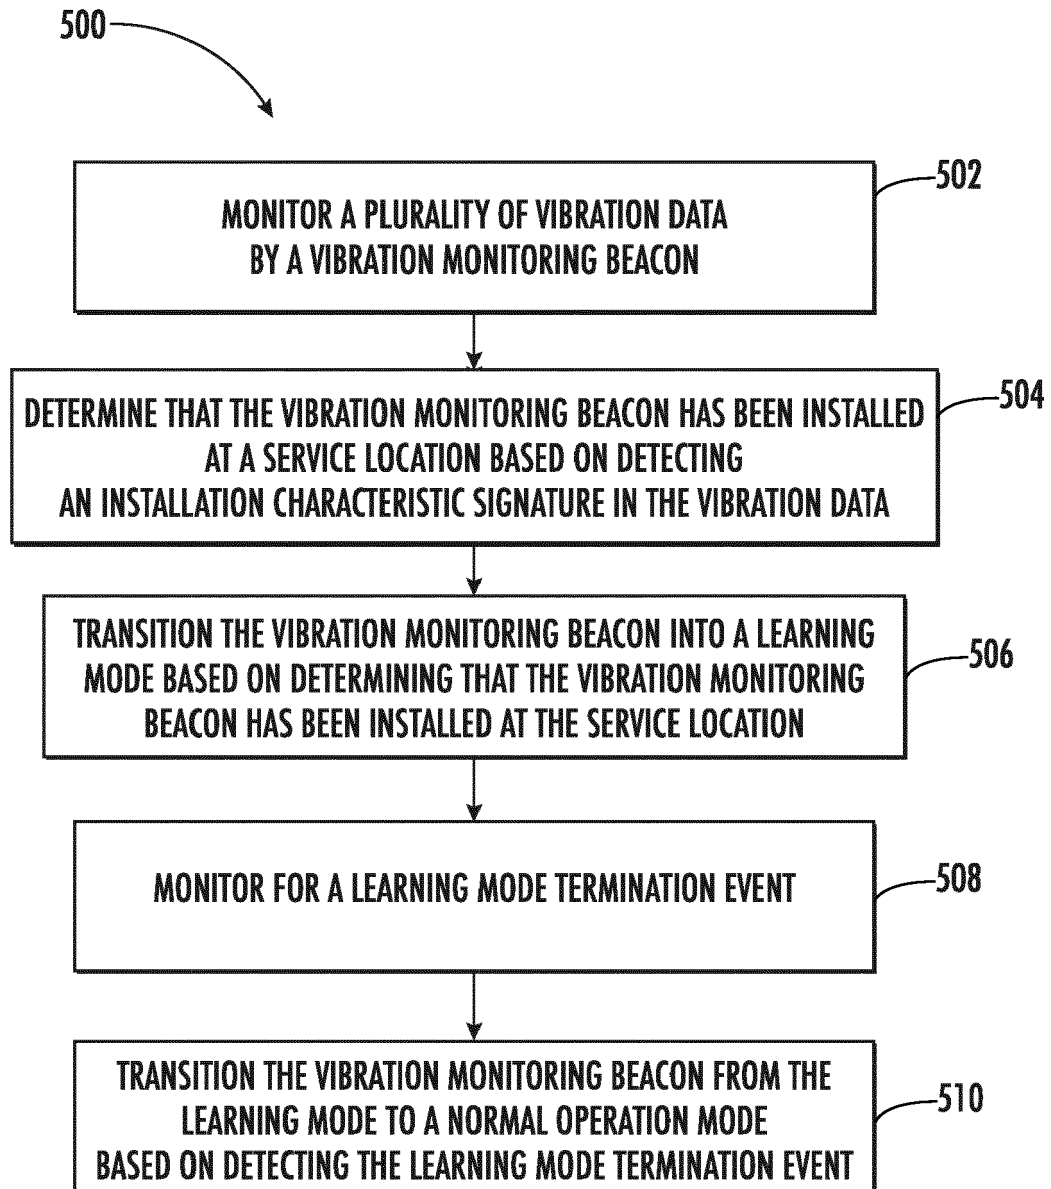 500
502
MONITOR A PLURALITY OF VIBRATION DATA
BY A VIBRATION MONITORING BEACON
504
DETERMINE THAT THE VIBRATION MONITORING BEACON HAS BEEN INSTALLED
AT A SERVICE LOCATION BASED ON DETECTING
AN INSTALLATION CHARACTERISTIC SIGNATURE IN THE VIBRATION DATA
506
TRANSITION THE VIBRATION MONITORING BEACON INTO A LEARNING
MODE BASED ON DETERMINING THAT THE VIBRATION MONITORING
BEACON HAS BEEN INSTALLED AT THE SERVICE LOCATION
508
MONITOR FOR A LEARNING MODE TERMINATION EVENT
510
TRANSITION THE VIBRATION MONITORING BEACON FROM THE
LEARNING MODE TO A NORMAL OPERATION MODE
BASED ON DETECTING THE LEARNING MODE TERMINATION EVENT